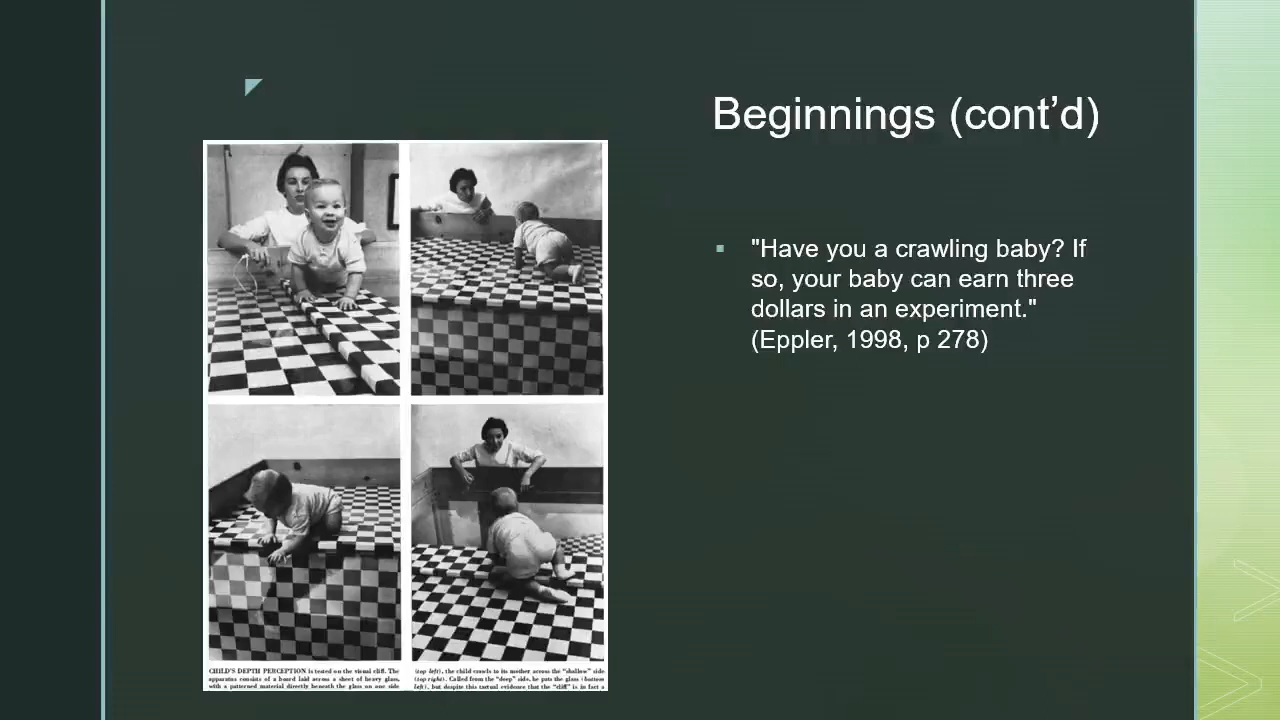 Beginnings (cont’d)
"Have you a crawling baby? If
so, your baby can earn three
dollars in an experiment."
(Eppler, 1998, p 278)
CHILD'S DEPTH PERCEPTION is tested on the visual cliff. The
apparatus consists of a board laid across a sheet of heavy glass,
with a patterned material directly beneath the glass on one side
(top left), the child crawls to its mother across the “shallow” side
(top right). Called from the “deep” side, he pats the glass (bottom
left), but despite this tactual evidence that the “cliff” is in fact a